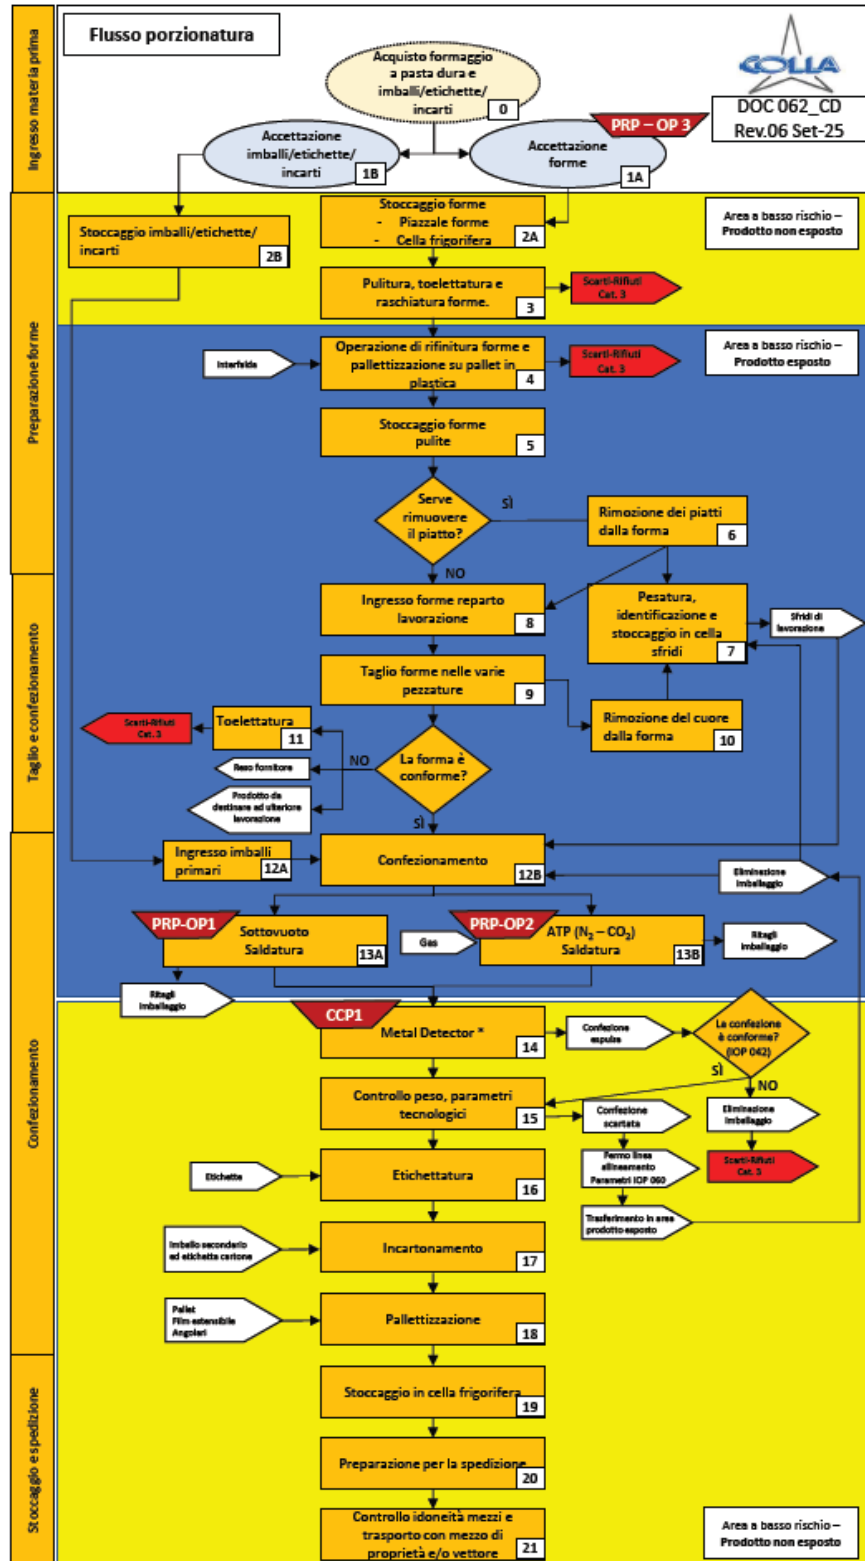 Flusso porzionatura
COLLA
DOC 062_CD
Rev.06 Set-25
Ingresso materia prima
Acquisto formaggio
a pasta dura e
imballi/etichette/
incarti
0
PRP – OP 3
Accettazione
imballi/etichette/
incarti
1B
Accettazione
forme
1A
Preparazione forme
Stoccaggio imballi/etichette/
incarti
2B
Stoccaggio forme
- Piazzale forme
- Cella frigorifera
2A
Area a basso rischio –
Prodotto non esposto
Pulitura, toelettatura e
raschiatura forme.
3
Scarti-Rifiuti
Cat. 3
Area a basso rischio –
Prodotto esposto
Interfalda
Operazione di rifinitura forme e
pallettizzazione su pallet in
plastica
4
Scarti-Rifiuti
Cat. 3
Stoccaggio forme
pulite
5
Serve
rimuovere
il piatto?
SÌ
NO
Rimozione dei piatti
dalla forma
6
Taglio e confezionamento
Ingresso forme reparto
lavorazione
8
Pesatura,
identificazione e
stoccaggio in cella
sfridi
7
Sfridi di
lavorazione
Taglio forme nelle varie
pezzature
9
Rimozione del cuore
dalla forma
10
Scarti-Rifiuti
Cat. 3
Toelettatura
11
La forma è
conforme?
NO
SÌ
Reso fornitore
Prodotto da
destinare ad ulteriore
lavorazione
Confezionamento
Ingresso imballi
primari
12A
Confezionamento
12B
Eliminazione
imballaggio
PRP-OP1
Sottovuoto
Saldatura
13A
Gas
PRP-OP2
ATP (N₂ – CO₂)
Saldatura
13B
Ritagli
imballaggio
Ritagli
imballaggio
CCP1
Metal Detector *
14
Confezione
espulsa
La confezione
è conforme?
(IOP 042)
SÌ
NO
Controllo peso, parametri
tecnologici
15
Confezione
scartata
Eliminazione
imballaggio
Fermo linea
allineamento
Parametri IOP 060
Scarti-Rifiuti
Cat. 3
Etichette
Etichettatura
16
Trasferimento in area
prodotto esposto
Imballo secondario
ed etichetta cartone
Incartonamento
17
Pallet
Film estensibile
Angolari
Pallettizzazione
18
Stoccaggio e spedizione
Stoccaggio in cella frigorifera
19
Preparazione per la spedizione
20
Controllo idoneità mezzi e
trasporto con mezzo di
proprietà e/o vettore
21
Area a basso rischio –
Prodotto non esposto